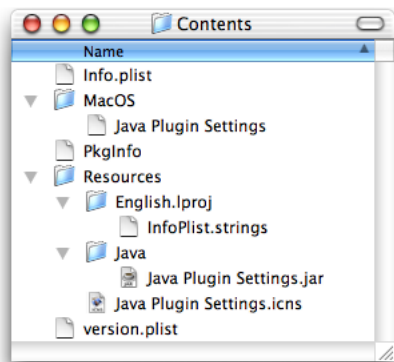 Contents
Name
Info.plist
MacOS
Java Plugin Settings
PkgInfo
Resources
English.lproj
InfoPlist.strings
Java
Java Plugin Settings.jar
Java Plugin Settings.icns
version.plist